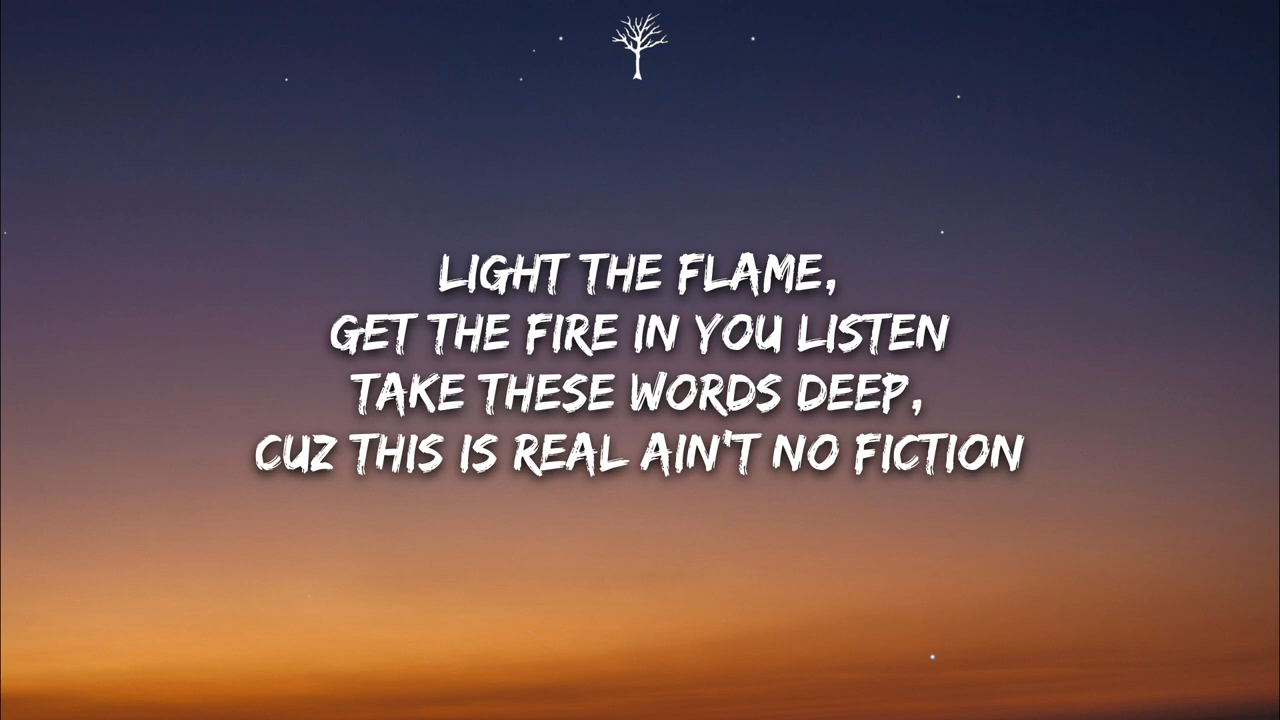 LIGHT THE FLAME,
GET THE FIRE IN YOU LISTEN
TAKE THESE WORDS DEEP,
CUZ THIS IS REAL AIN'T NO FICTION